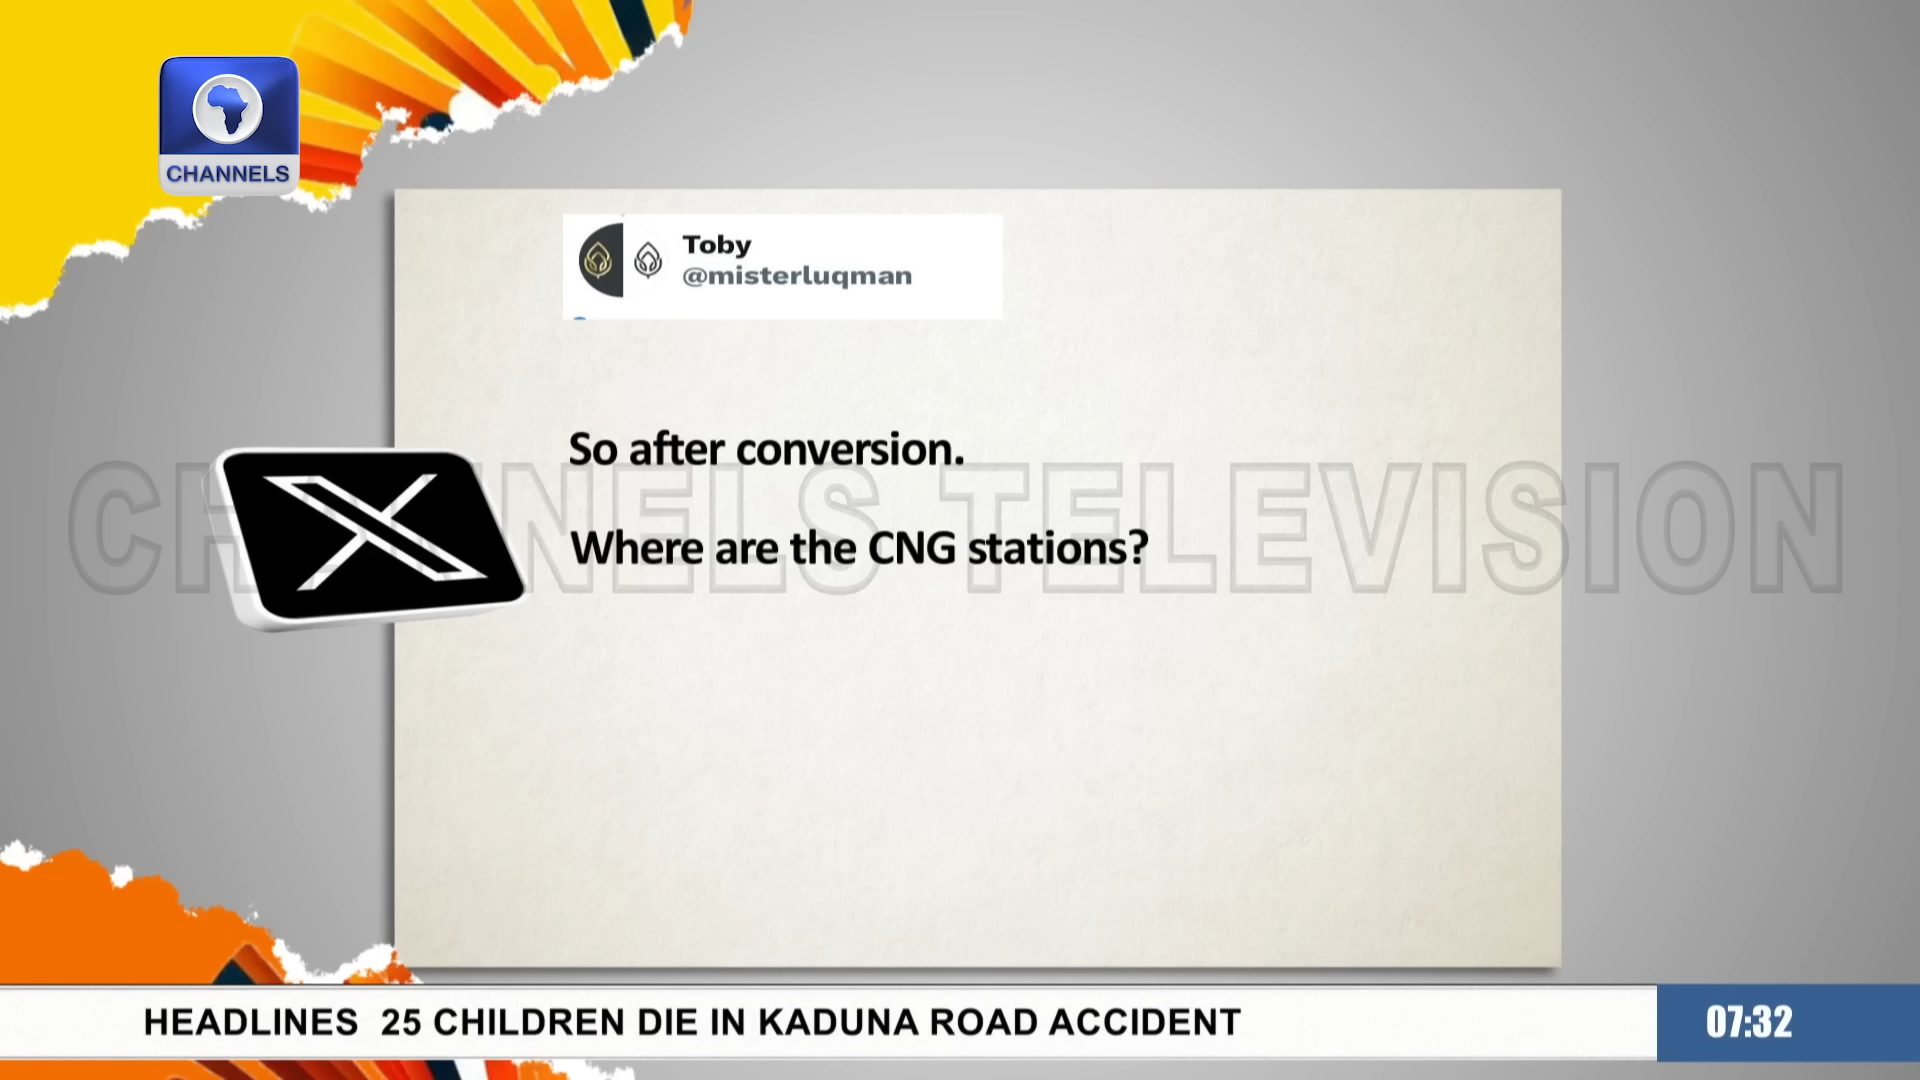 CHANNELS
Toby
@misterluqman
So after conversion.
Where are the CNG stations?
CHANNELS TELEVISION
HEADLINES 25 CHILDREN DIE IN KADUNA ROAD ACCIDENT
07:32